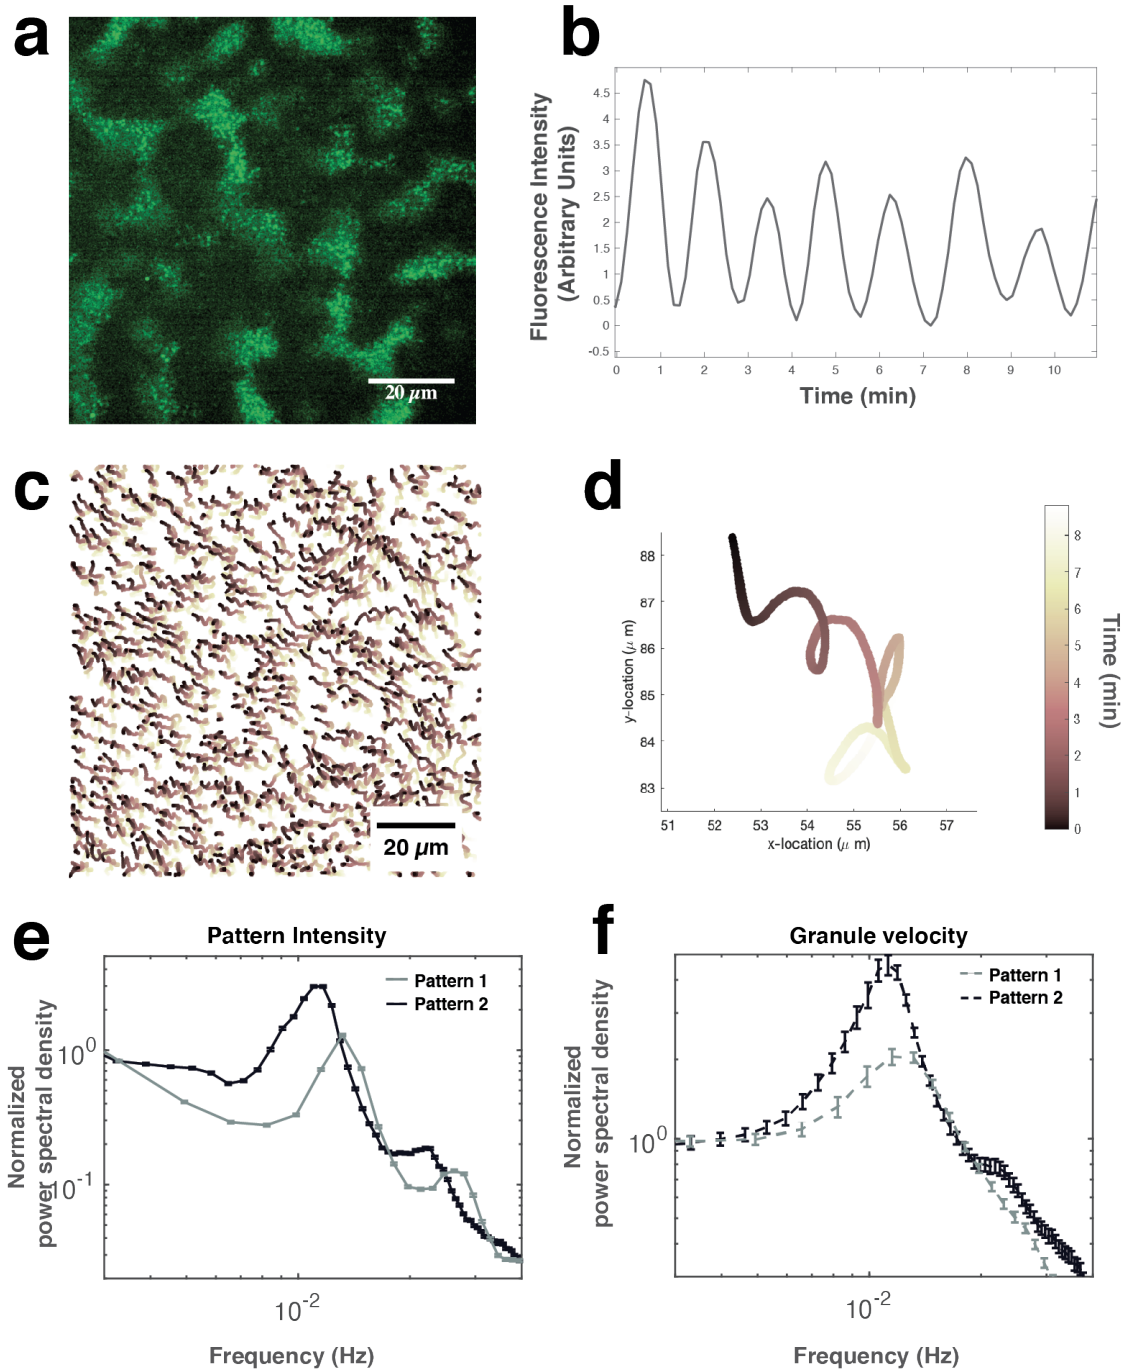 a
20 µm
b
Fluorescence Intensity
(Arbitrary Units)
4.5
4
3.5
3
2.5
2
1.5
1
0.5
0
-0.5
0 1 2 3 4 5 6 7 8 9 10
Time (min)
c
20 µm
d
88
87
86
85
84
83
y-location (μ m)
51 52 53 54 55 56 57
x-location (μ m)
8
7
6
5
4
3
2
1
0
Time (min)
e
Pattern Intensity
Pattern 1
Pattern 2
Normalized
power spectral density
10^0
10^-1
10^-2
Frequency (Hz)
f
Granule velocity
Pattern 1
Pattern 2
Normalized
power spectral density
10^0
10^-2
Frequency (Hz)